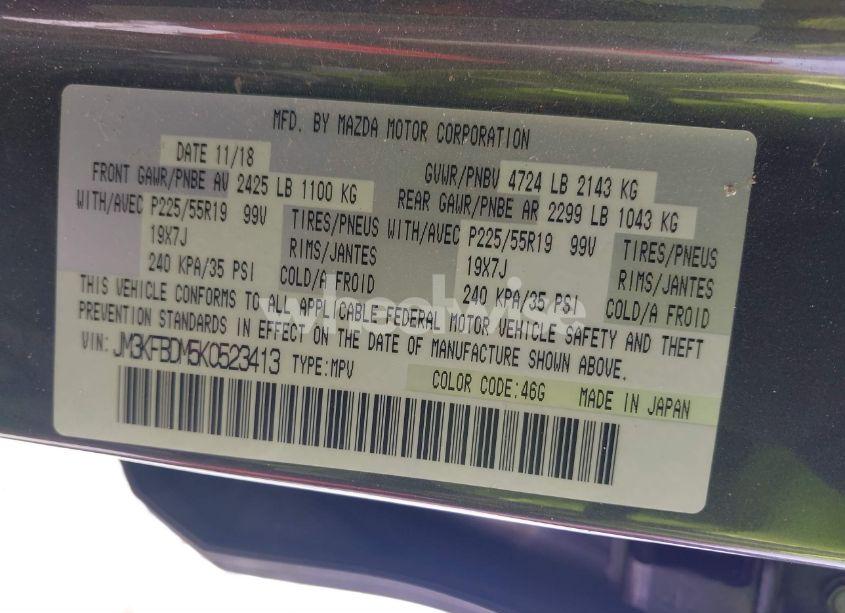 MFD. BY MAZDA MOTOR CORPORATION
DATE 11/18 GVWR/PNBV 4724 LB 2143 KG
FRONT GAWR/PNBE AV 2425 LB 1100 KG REAR GAWR/PNBE AR 2299 LB 1043 KG
WITH/AVEC P225/55R19 99V TIRES/PNEUS WITH/AVEC P225/55R19 99V TIRES/PNEUS
19X7J RIMS/JANTES 19X7J RIMS/JANTES
240 KPA/35 PSI COLD/A FROID 240 KPA/35 PSI COLD/A FROID
THIS VEHICLE CONFORMS TO ALL APPLICABLE FEDERAL MOTOR VEHICLE SAFETY AND THEFT
PREVENTION STANDARDS IN EFFECT ON THE DATE OF MANUFACTURE SHOWN ABOVE.
VIN: JM3KFBDM5K0523413 TYPE:MPV COLOR CODE:46G MADE IN JAPAN
wheelwise